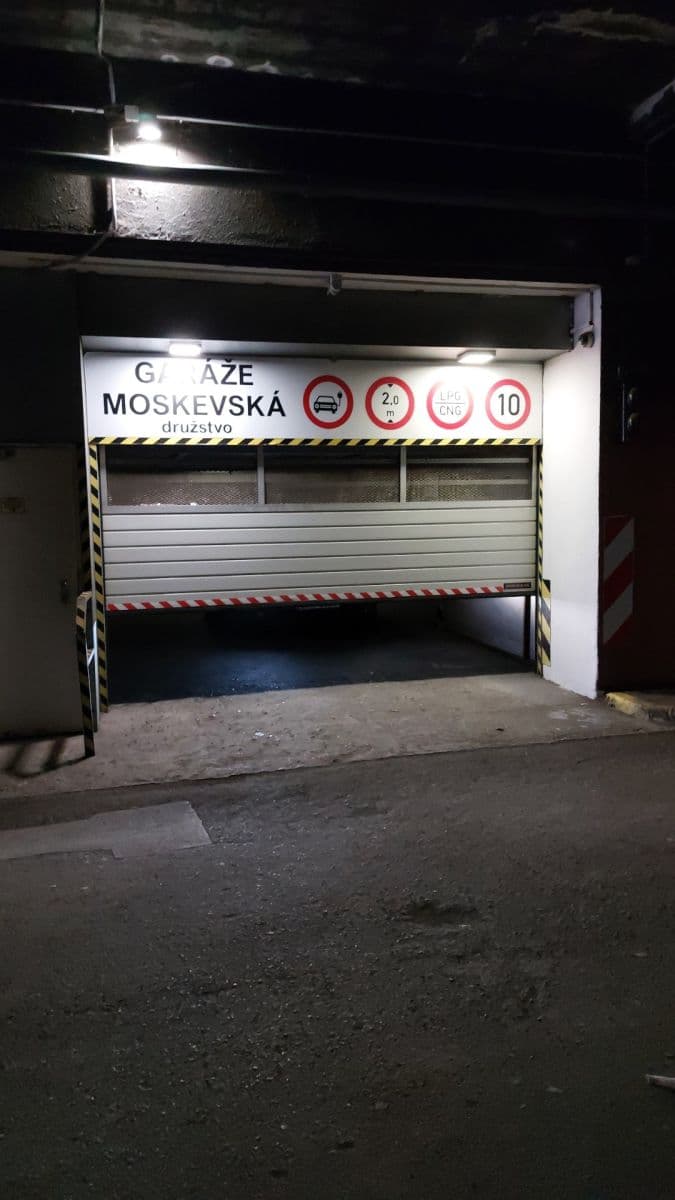 GARÁŽE
MOSKEVSKÁ
družstvo
2,0
m
LPG
CNG
10